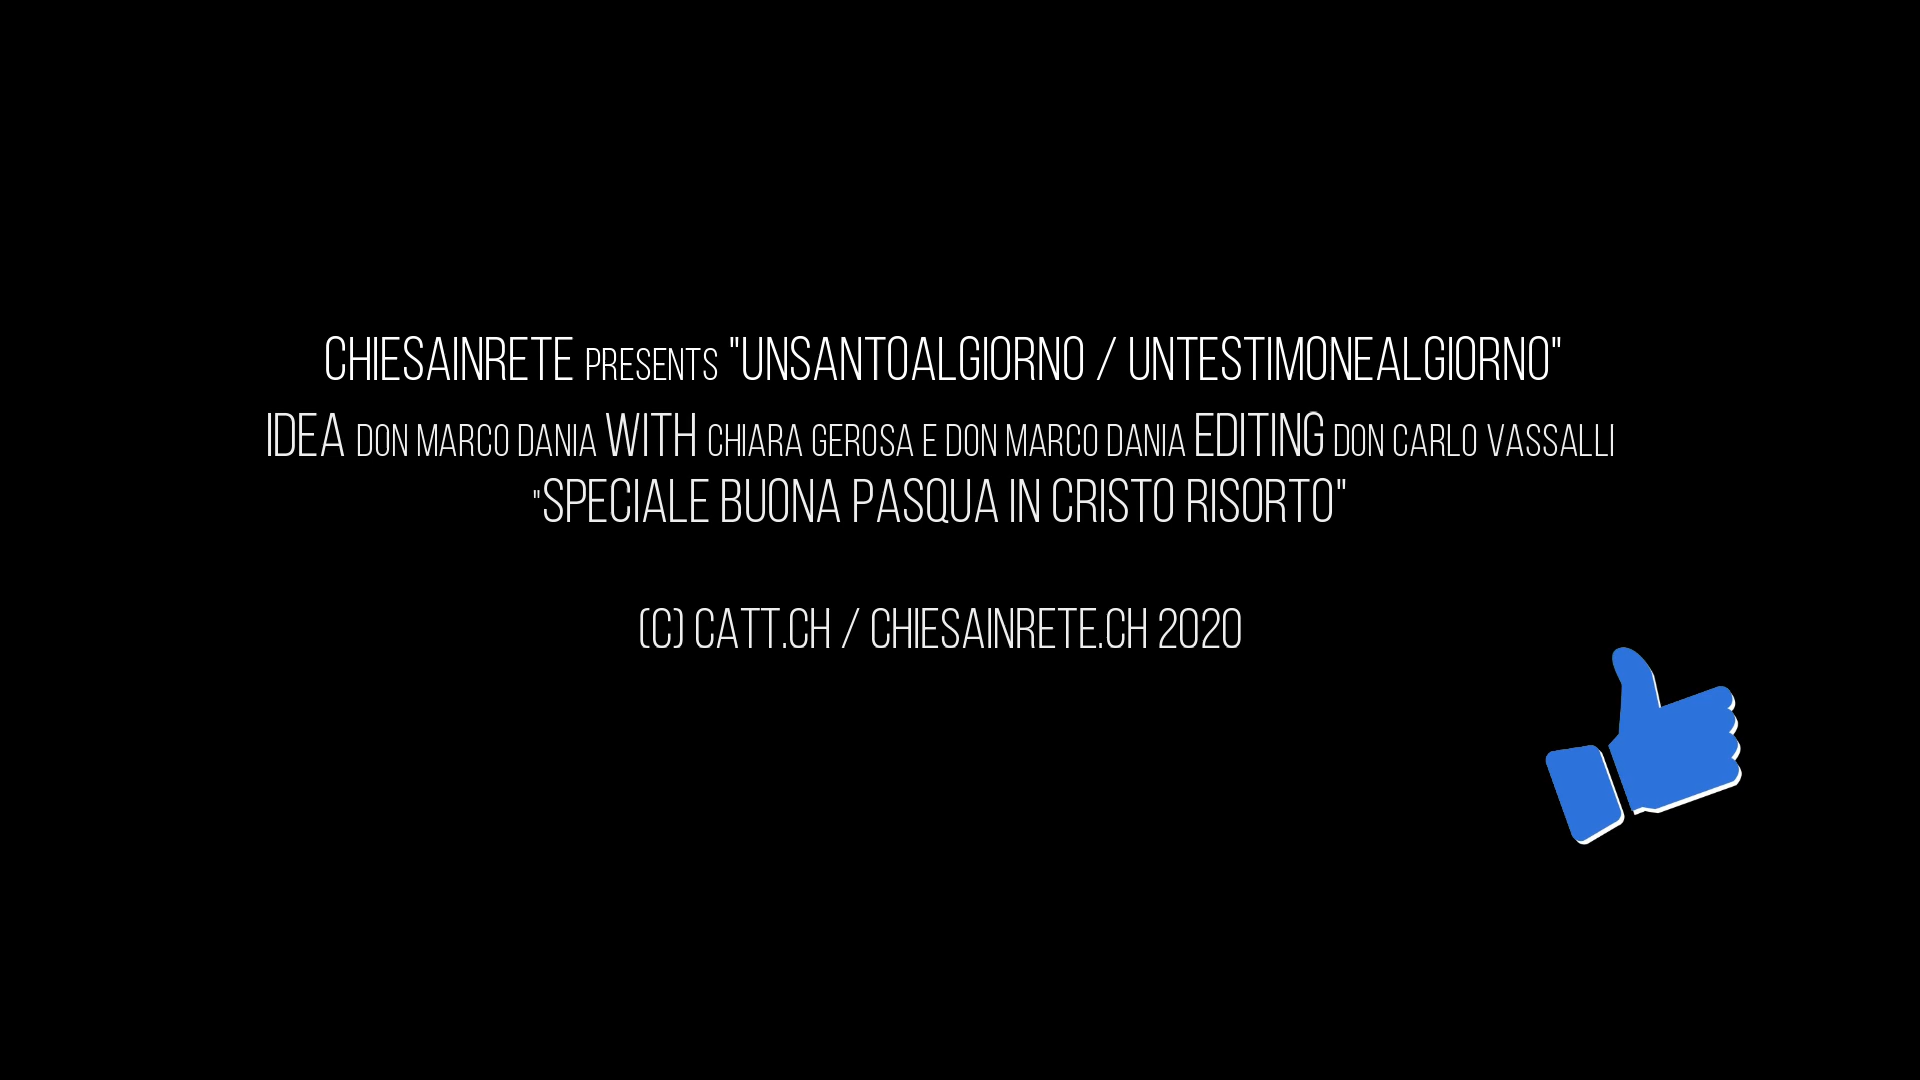 CHIESAINRETE PRESENTS "UNSANTOALGIORNO / UNTESTIMONEALGIORNO"
IDEA DON MARCO DANIA WITH CHIARA GEROSA E DON MARCO DANIA EDITING DON CARLO VASSALLI
"SPECIALE BUONA PASQUA IN CRISTO RISORTO"
(C) CATT.CH / CHIESAINRETE.CH 2020